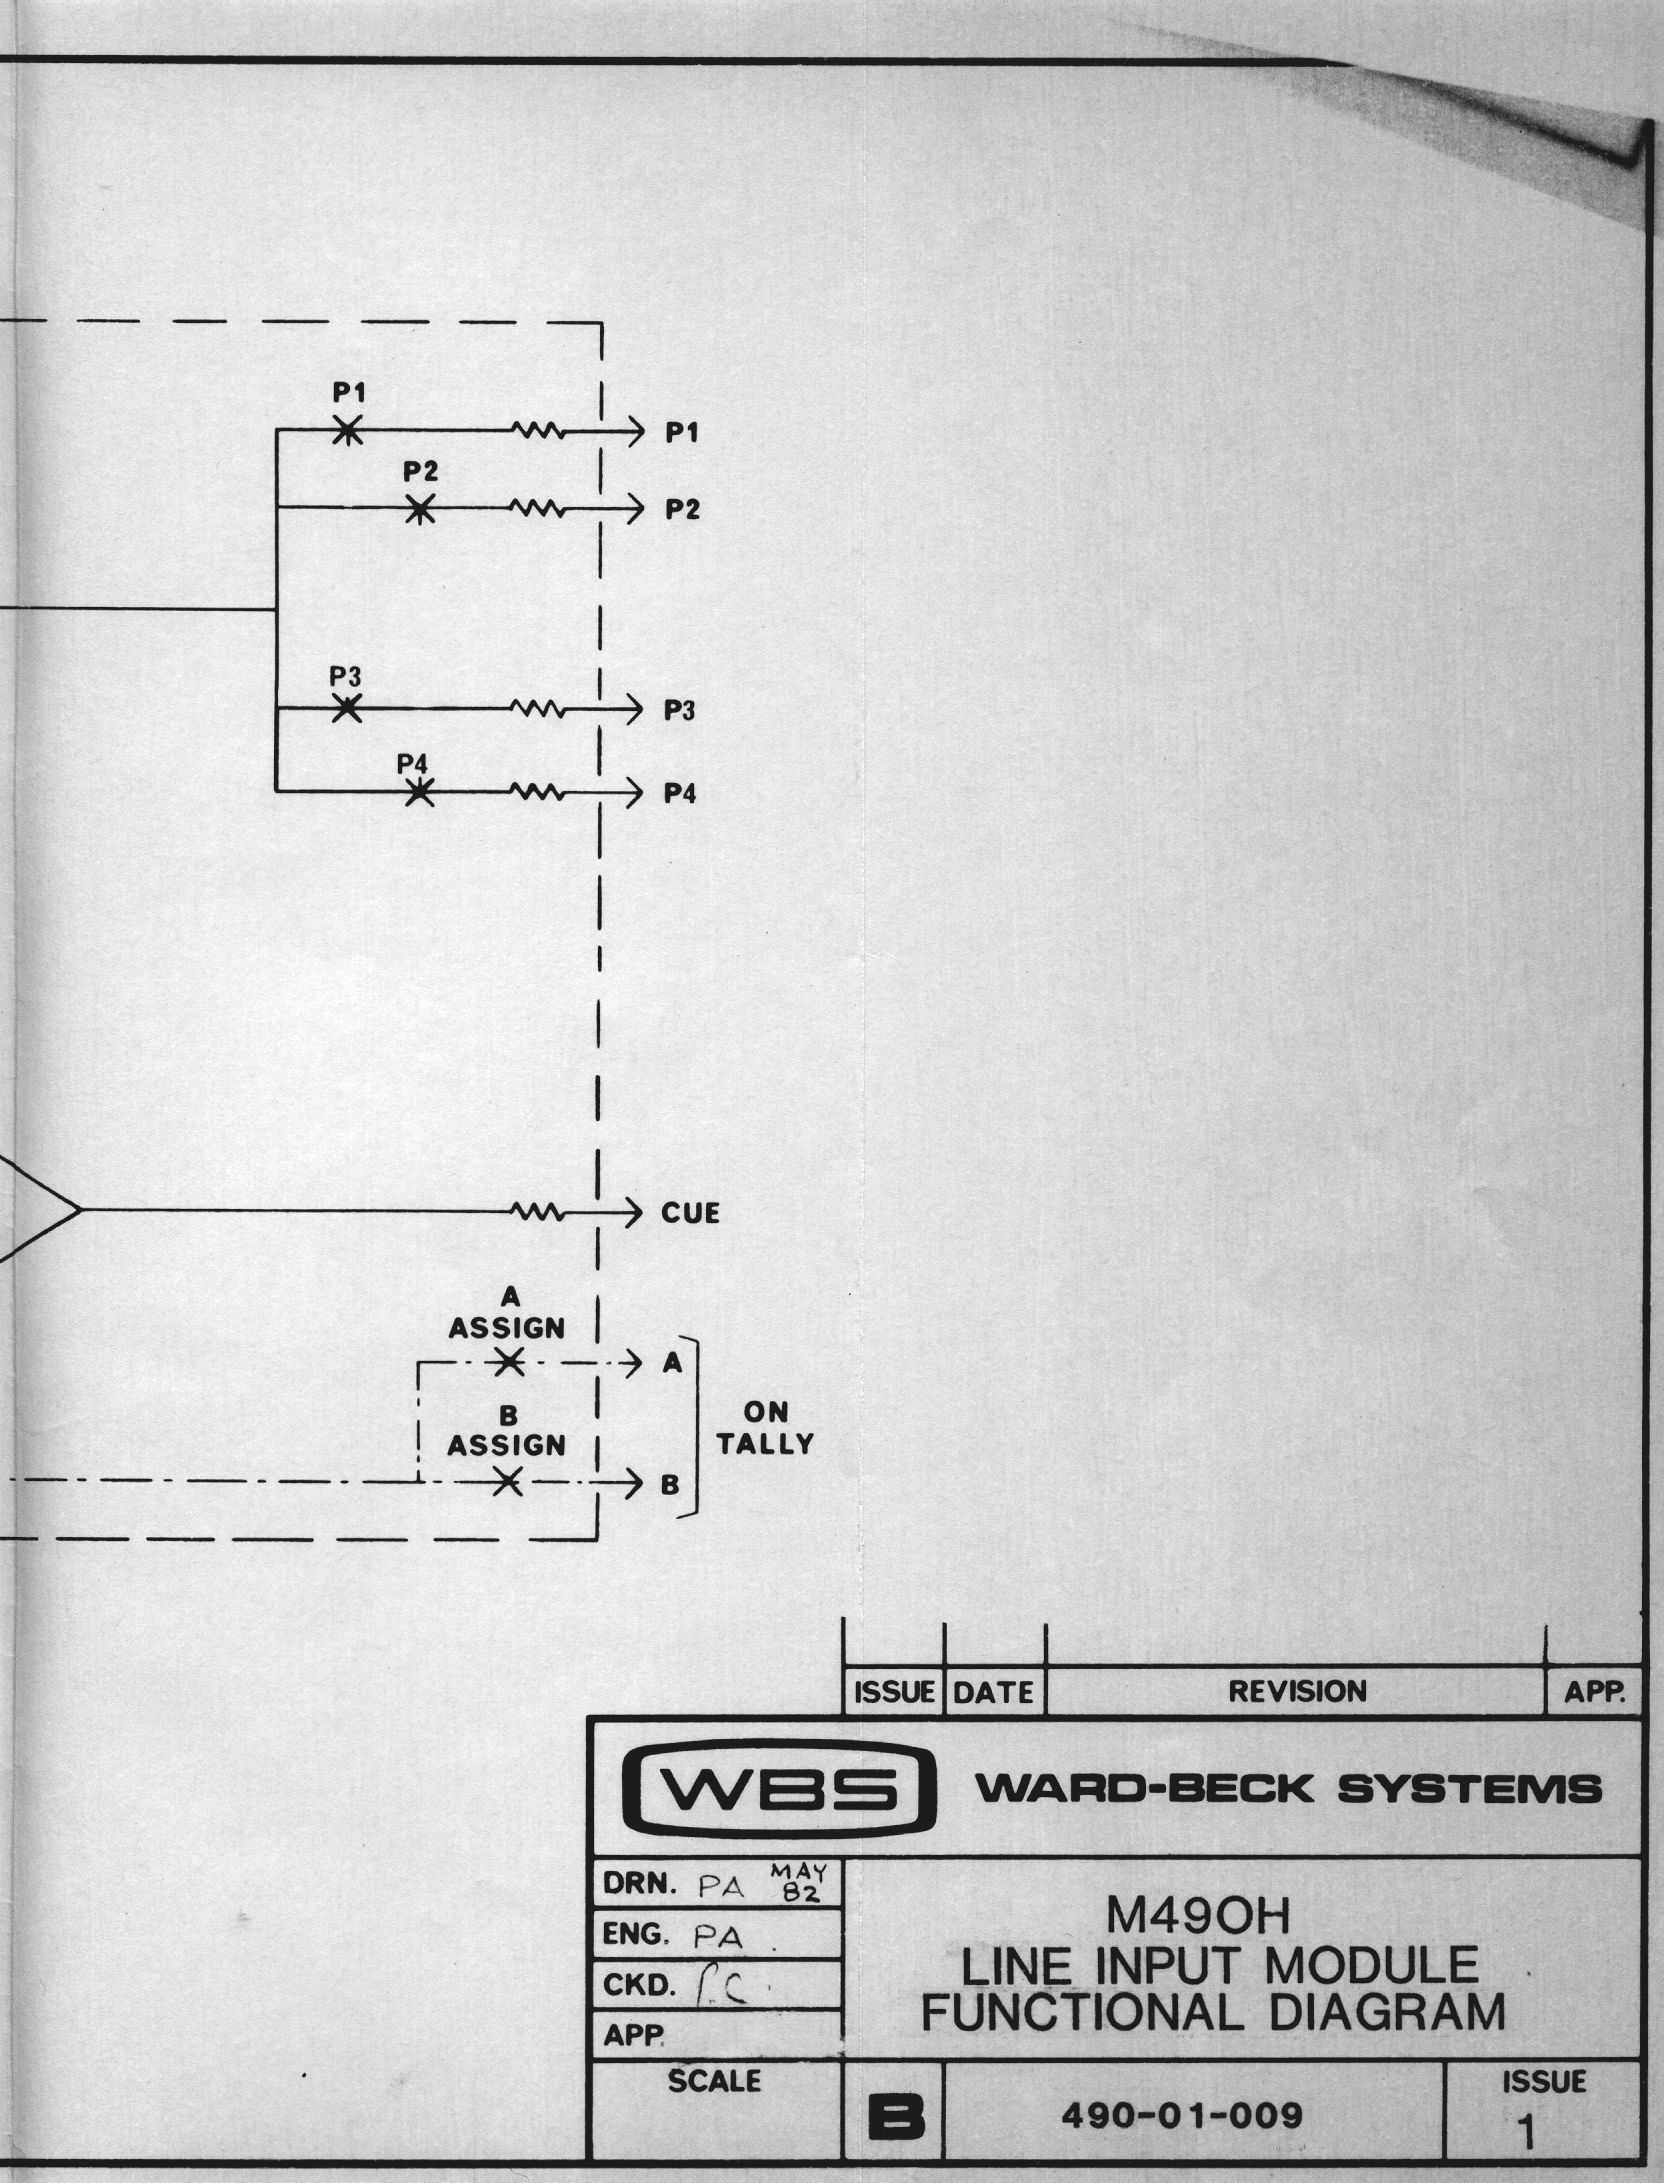 P1
P1
P2
P2
P3
P3
P4
P4
CUE
A
ASSIGN
A
B
ASSIGN
B
ON
TALLY
ISSUE DATE REVISION APP.
WBS WARD-BECK SYSTEMS
DRN. PA MAY 82
ENG. PA
CKD.
APP.
M490H
LINE INPUT MODULE
FUNCTIONAL DIAGRAM
SCALE
B
490-01-009
ISSUE
1